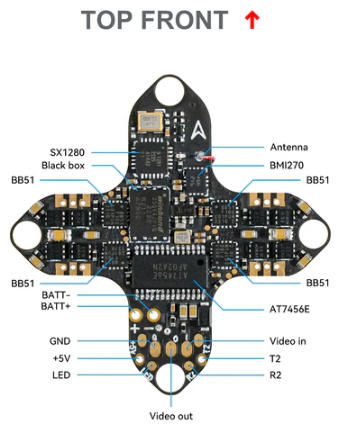 TOP FRONT ↑
Antenna
SX1280
BMI270
Black box
BB51
BB51
BB51
BB51
BATT-
BATT+
AT7456E
AT7456E
GND
Video in
+5V
T2
LED
R2
Video out